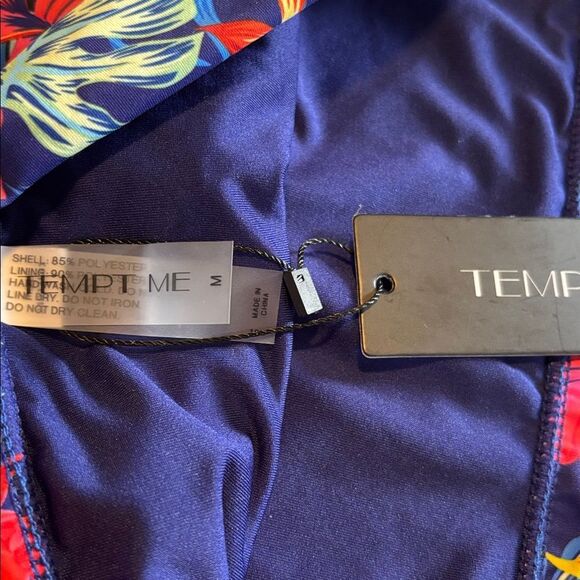 SHELL: 85% POLYESTER
LINING: 90%
TEMPT ME
M
LINE DRY. DO NOT IRON.
DO NOT DRY CLEAN.
MADE IN
CHINA
TEMP